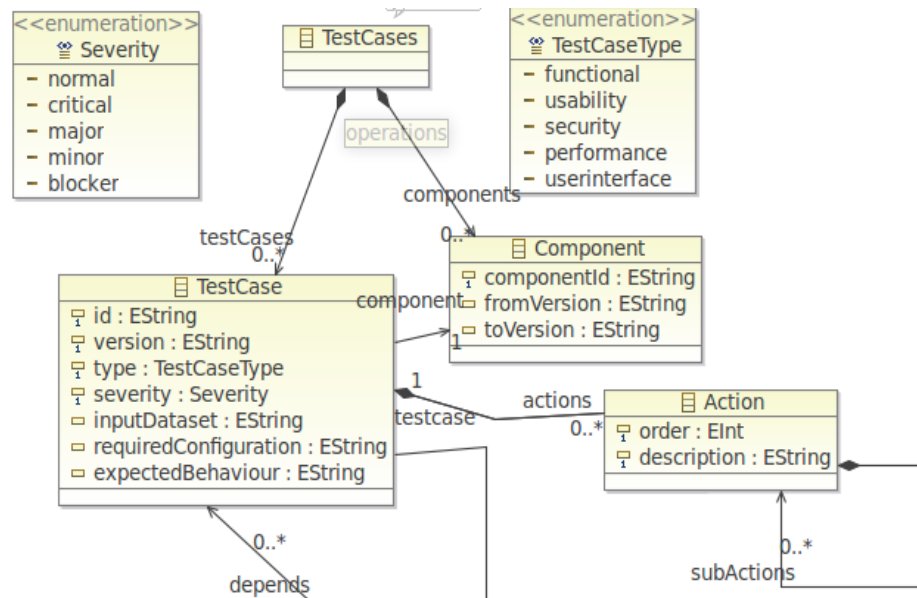 <<enumeration>>
Severity
normal
critical
major
minor
blocker
TestCases
operations
<<enumeration>>
TestCaseType
functional
usability
security
performance
userinterface
components
0..*
testCases
0..*
TestCase
id : EString
version : EString
type : TestCaseType
severity : Severity
inputDataset : EString
requiredConfiguration : EString
expectedBehaviour : EString
Component
componentId : EString
fromVersion : EString
toVersion : EString
component
1
1
testcase
actions
0..*
Action
order : EInt
description : EString
0..*
depends
0..*
subActions